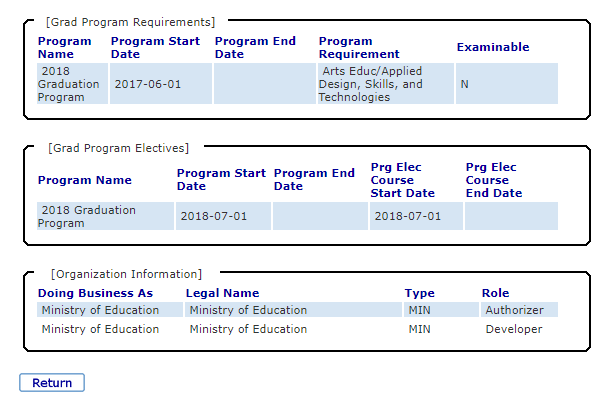 [Grad Program Requirements]
Program Name Program Start Date Program End Date Program Requirement Examinable
2018 Graduation Program 2017-06-01 Arts Educ/Applied Design, Skills, and Technologies N
[Grad Program Electives]
Program Name Program Start Date Program End Date Prg Elec Course Start Date Prg Elec Course End Date
2018 Graduation Program 2018-07-01 2018-07-01
[Organization Information]
Doing Business As Legal Name Type Role
Ministry of Education Ministry of Education MIN Authorizer
Ministry of Education Ministry of Education MIN Developer
Return